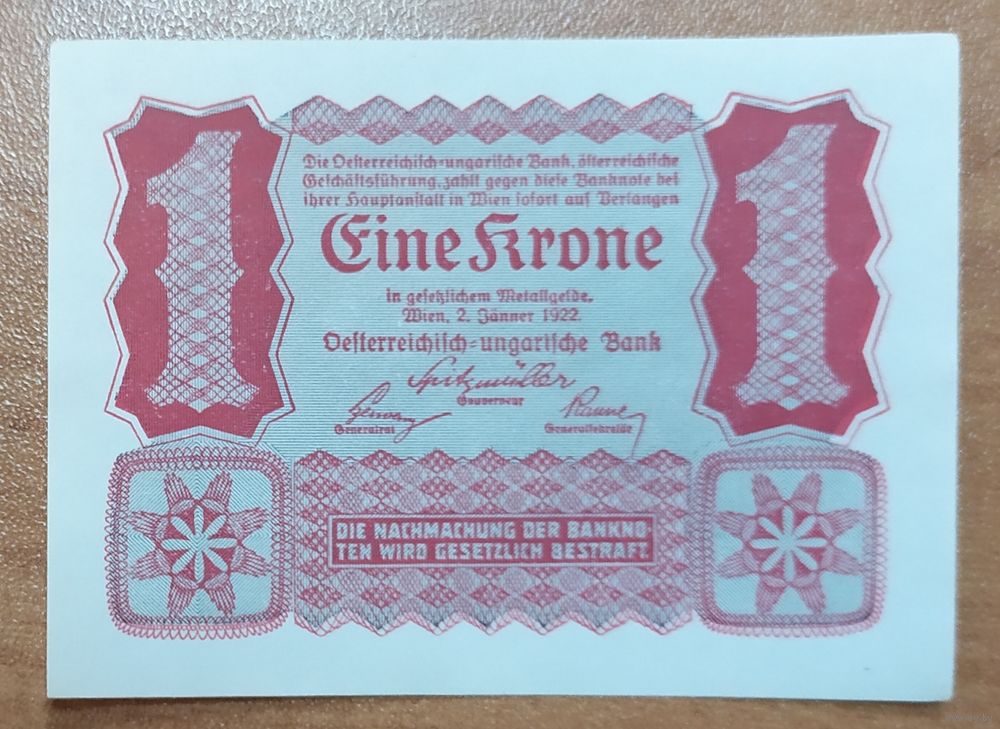 1 1
Die Oesterreichisch-ungarische Bank, österreichische
Geschäftsführung, zahlt gegen diese Banknote bei
ihrer Hauptanstalt in Wien sofort auf Verlangen
Eine Krone
in gesetzlichem Metallgelde.
Wien, 2. Jänner 1922.
Oesterreichisch-ungarische Bank
Spitzmüller
Gouverneur
Generalrat Generalsekretär
DIE NACHMACHUNG DER BANKNO-
TEN WIRD GESETZLICH BESTRAFT.